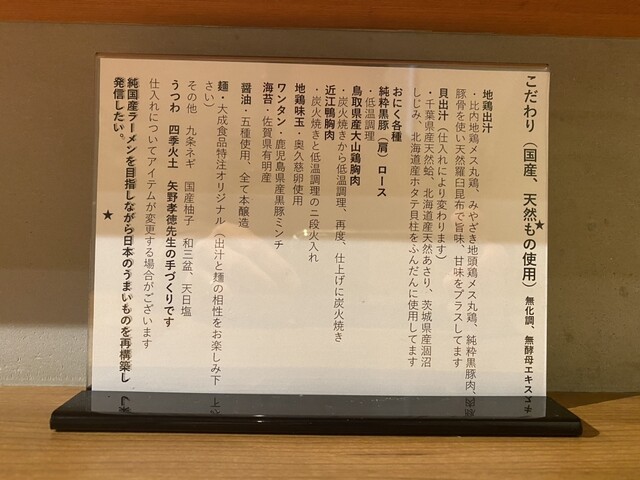 こだわり（国産、天然もの使用）無化調、無酵母エキス
地鶏出汁
・比内地鶏メス丸鶏、みやざき地頭鶏メス丸鶏、純粋黒豚肉、
豚骨を使い天然羅臼昆布で旨味、甘味をプラスしてます
貝出汁（仕入れにより変わります）
・千葉県産天然蛤、北海道産天然あさり、茨城県産涸沼
しじみ、北海道産ホタテ貝柱をふんだんに使用してます
おにく各種
純粋黒豚（肩）ロース
・低温調理
鳥取県産大山鶏胸肉
・炭火焼きから低温調理、再度、仕上げに炭火焼き
近江鴨胸肉
・炭火焼きと低温調理の二段火入れ
地鶏味玉・奥久慈卵使用
ワンタン・鹿児島県産黒豚ミンチ
海苔・佐賀県有明産
醤油・五種使用、全て本醸造
麺・大成食品特注オリジナル（出汁と麺の相性をお楽しみ下
さい）
その他　九条ネギ　国産柚子　和三盆、天日塩
うつわ　四季火土　矢野孝徳先生の手づくりです
仕入れについてアイテムが変更する場合がございます
純国産ラーメンを目指しながら日本のうまいものを再構築し
発信したい。